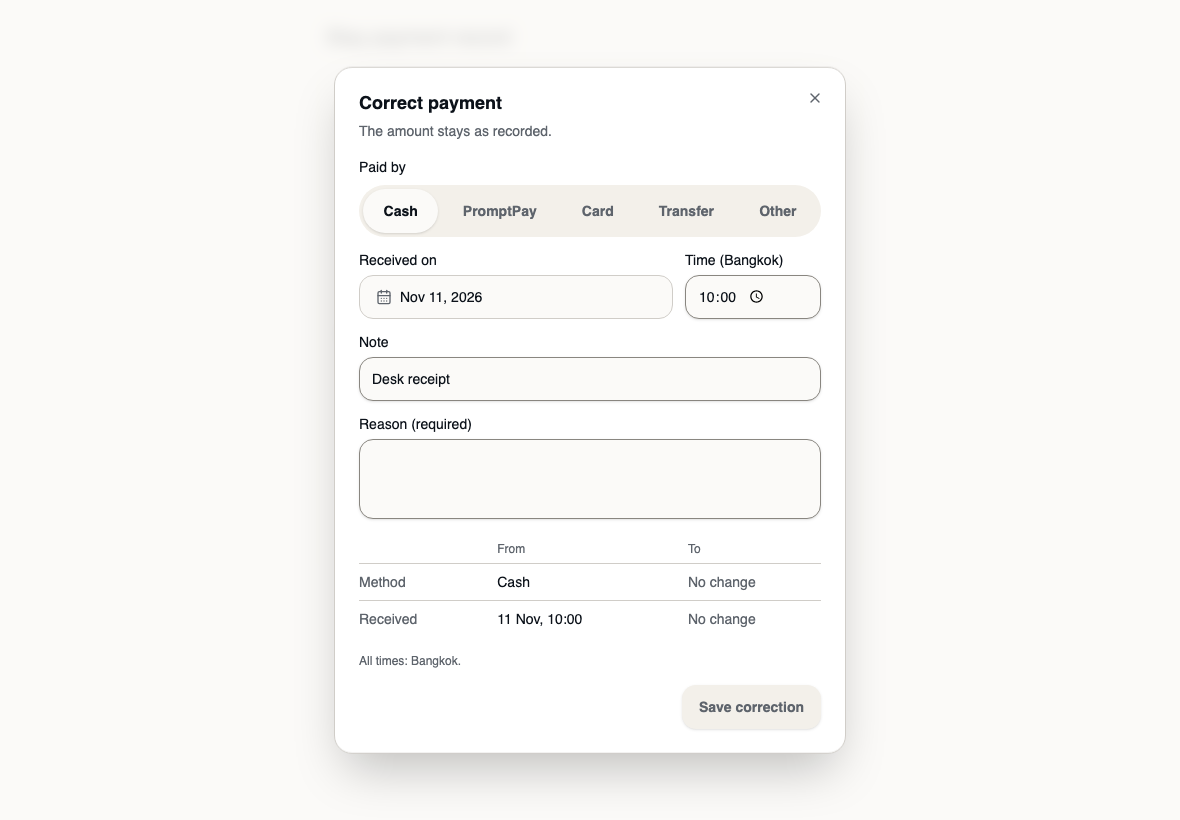 Correct payment
The amount stays as recorded.
Paid by
Cash PromptPay Card Transfer Other
Received on Time (Bangkok)
Nov 11, 2026 10:00
Note
Desk receipt
Reason (required)
From To
Method Cash No change
Received 11 Nov, 10:00 No change
All times: Bangkok.
Save correction